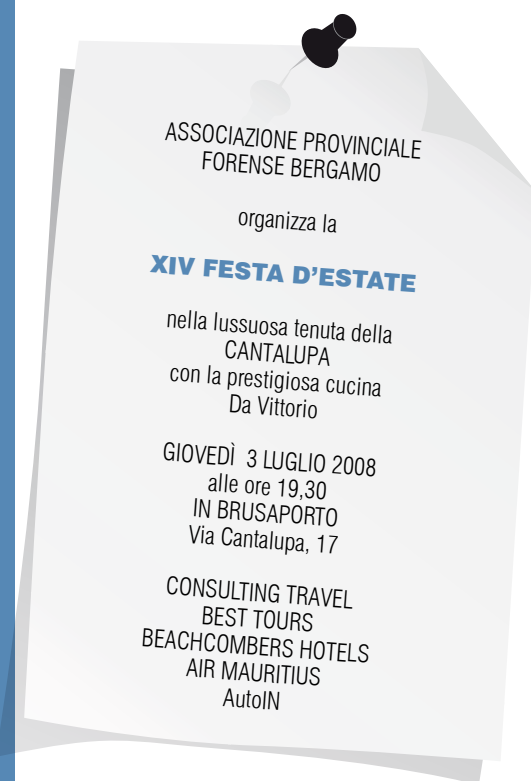 ASSOCIAZIONE PROVINCIALE
FORENSE BERGAMO
organizza la
XIV FESTA D'ESTATE
nella lussuosa tenuta della
CANTALUPA
con la prestigiosa cucina
Da Vittorio
GIOVEDÌ 3 LUGLIO 2008
alle ore 19,30
IN BRUSAPORTO
Via Cantalupa, 17
CONSULTING TRAVEL
BEST TOURS
BEACHCOMBERS HOTELS
AIR MAURITIUS
AutoIN